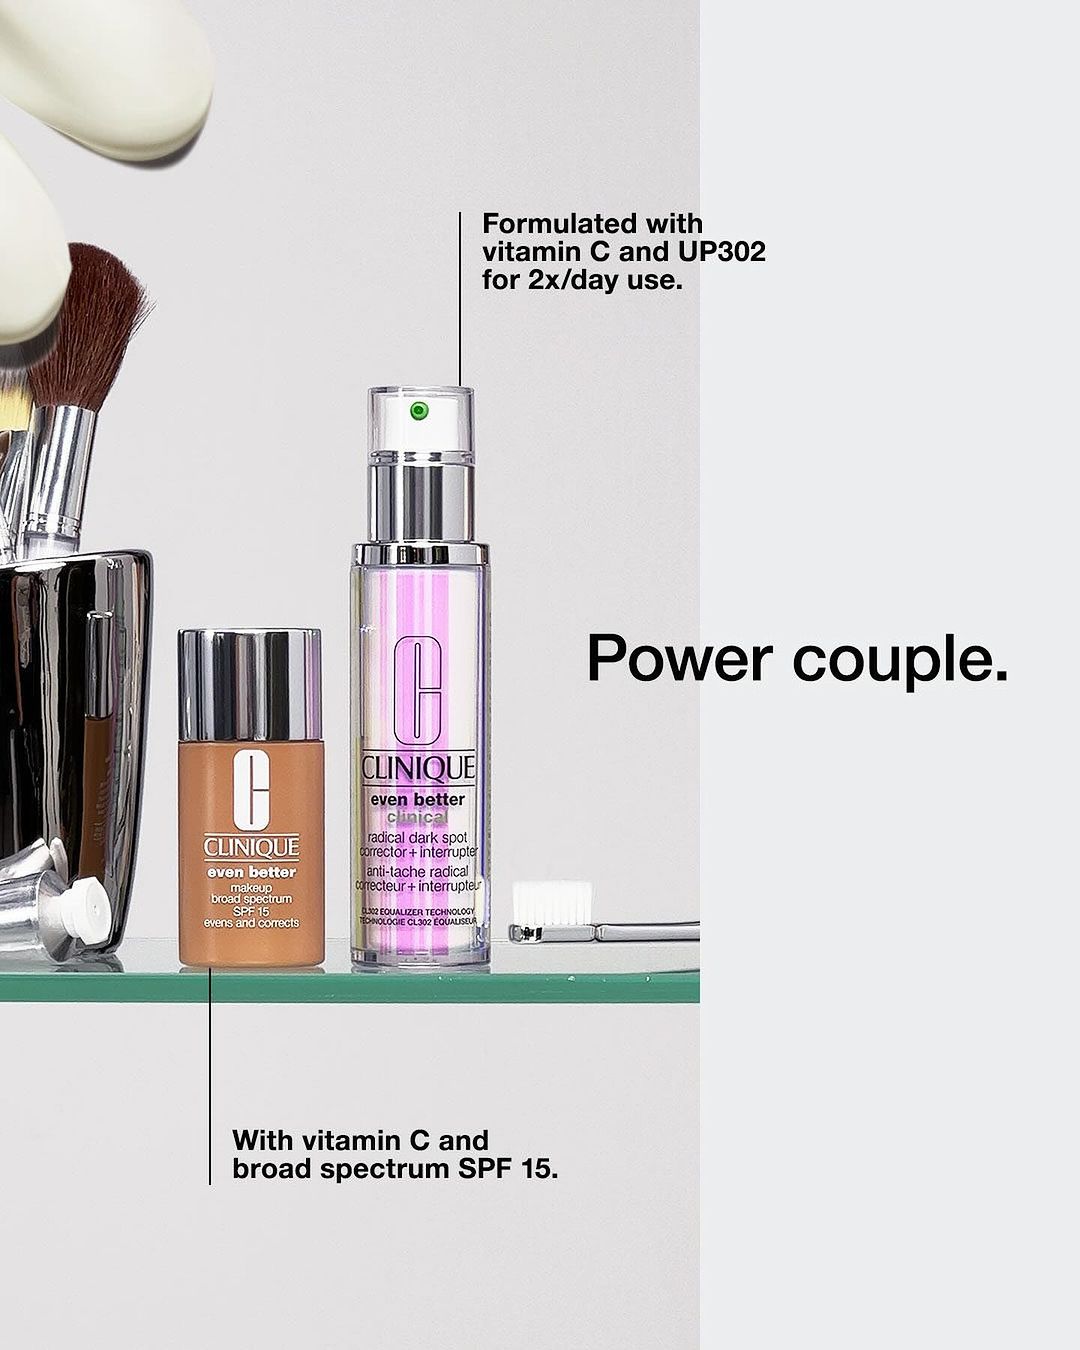 Formulated with
vitamin C and UP302
for 2x/day use.
Power couple.
CLINIQUE
even better
clinical
radical dark spot
corrector + interrupter
anti-tache radical
correcteur + interrupteur
CL302 EQUALIZER TECHNOLOGY
TECHNOLOGIE CL302 ÉQUALISEUR
CLINIQUE
even better
makeup
broad spectrum
SPF 15
evens and corrects
With vitamin C and
broad spectrum SPF 15.